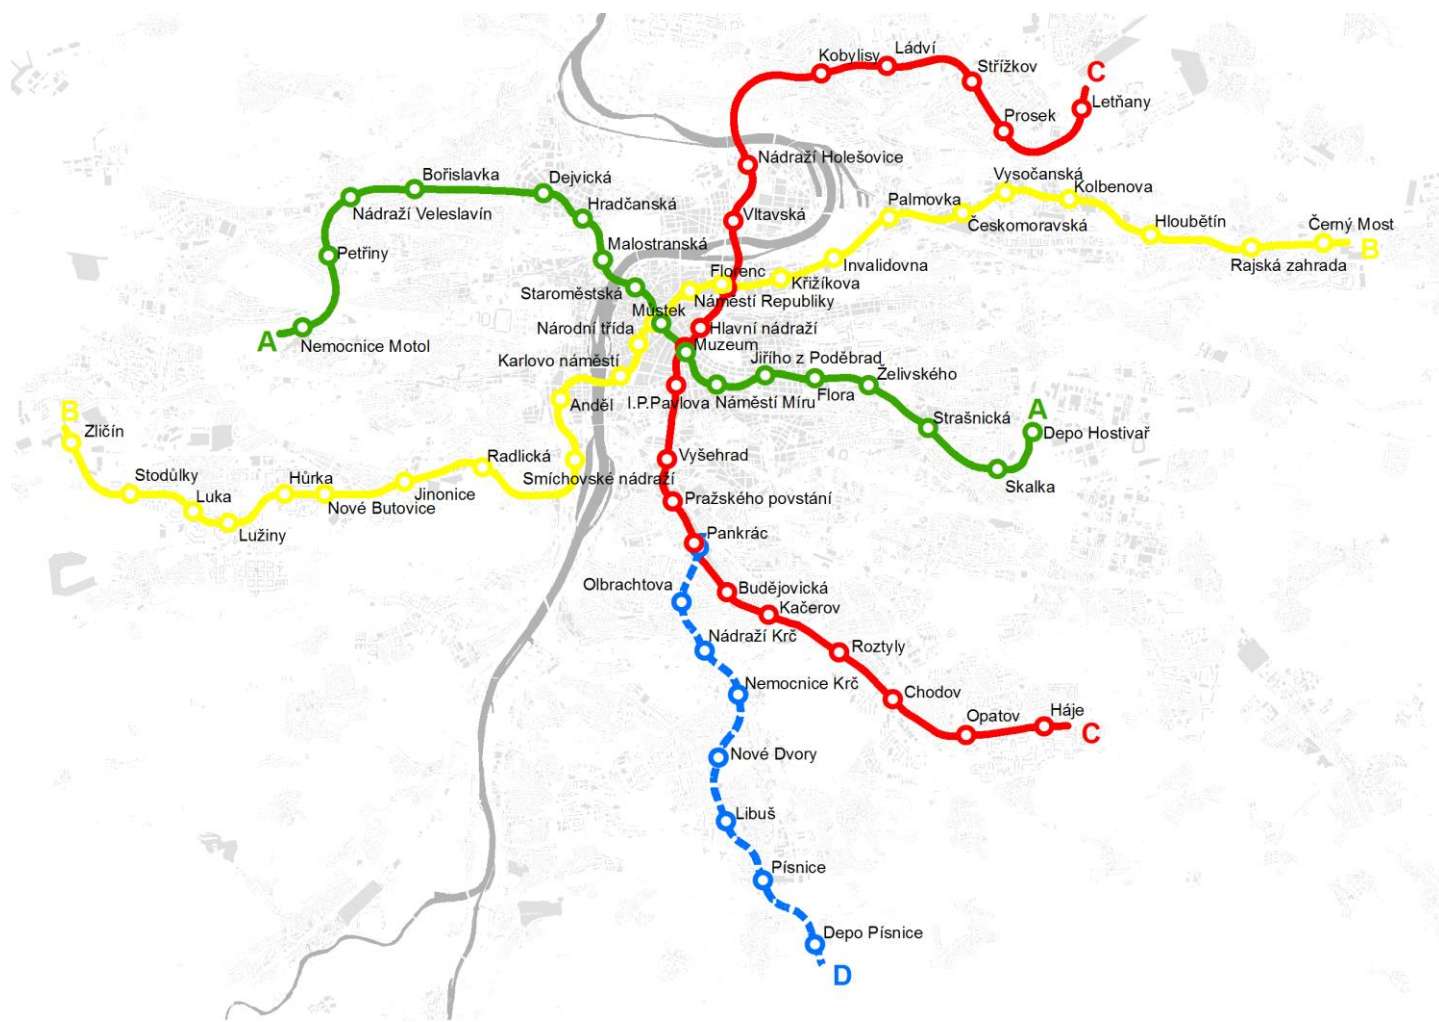 Kobylisy
Ládví
Střížkov
C
Letňany
Prosek
Nádraží Holešovice
Vysočanská
Kolbenova
Bořislavka
Dejvická
Hradčanská
Nádraží Veleslavín
Palmovka
Českomoravská
Vltavská
Hloubětín
Černý Most
B
Rajská zahrada
Petřiny
Malostranská
Invalidovna
Florenc
Křižíkova
Staroměstská
Náměstí Republiky
Můstek
Národní třída
Hlavní nádraží
A
Nemocnice Motol
Muzeum
Karlovo náměstí
Jiřího z Poděbrad
Želivského
I.P.Pavlova
Náměstí Míru
Flora
Anděl
B
Zličín
Strašnická
A
Depo Hostivař
Radlická
Vyšehrad
Smíchovské nádraží
Skalka
Stodůlky
Hůrka
Jinonice
Luka
Nové Butovice
Lužiny
Pražského povstání
Pankrác
Olbrachtova
Budějovická
Kačerov
Nádraží Krč
Roztyly
Nemocnice Krč
Chodov
Opatov
Háje
C
Nové Dvory
Libuš
Písnice
Depo Písnice
D